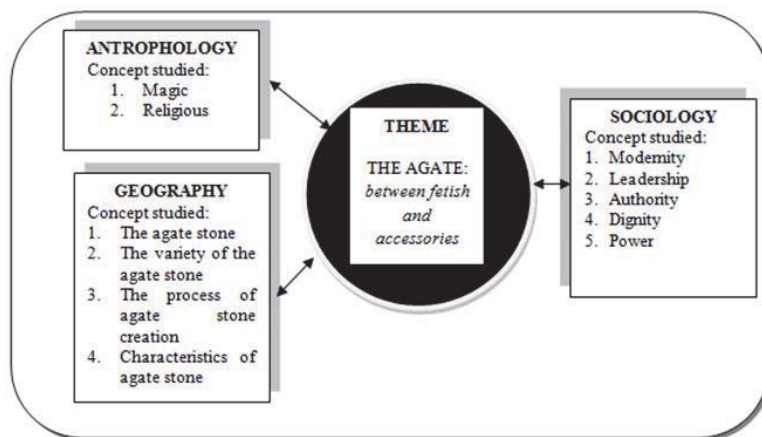 ANTROPHOLOGY
Concept studied:
1. Magic
2. Religious
GEOGRAPHY
Concept studied:
1. The agate stone
2. The variety of the
agate stone
3. The process of
agate stone
creation
4. Characteristics of
agate stone
THEME
THE AGATE:
between fetish
and
accessories
SOCIOLOGY
Concept studied:
1. Modernity
2. Leadership
3. Authority
4. Dignity
5. Power